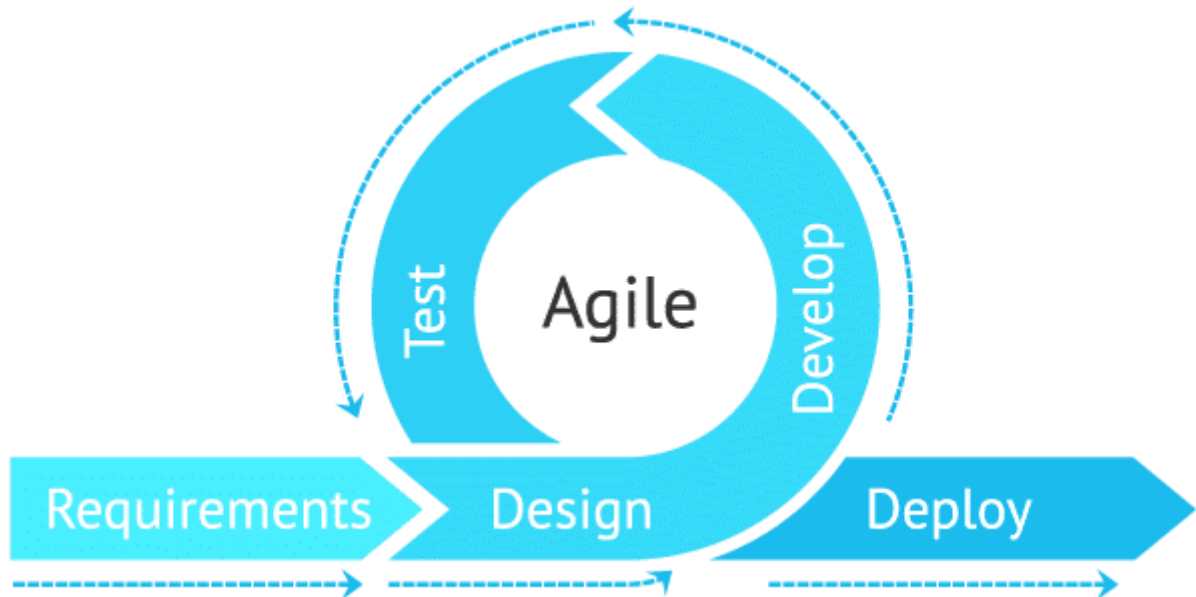 Agile
Test
Develop
Requirements
Design
Deploy